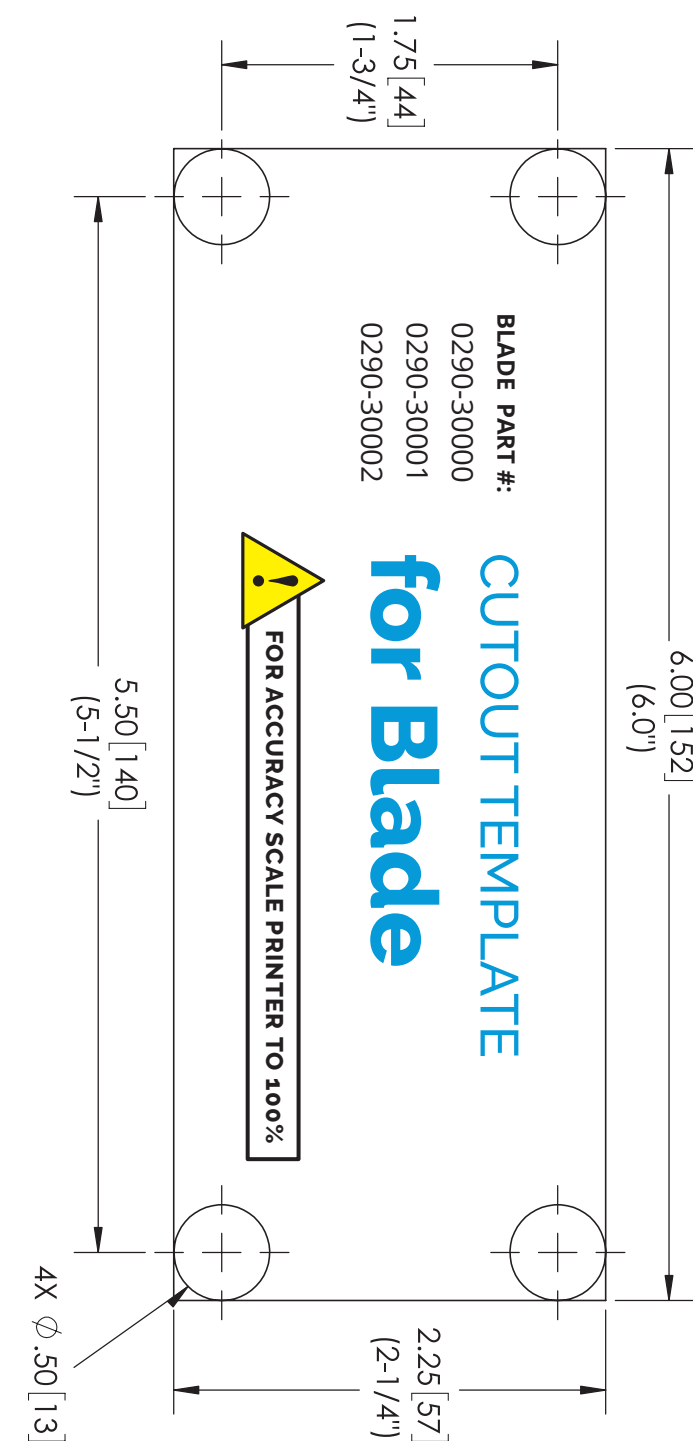 6.00[152]
(6.0")
1.75[44]
(1-3/4")
BLADE PART #:
0290-30000
0290-30001
0290-30002
CUTOUT TEMPLATE
for Blade
FOR ACCURACY SCALE PRINTER TO 100%
2.25[57]
(2-1/4")
5.50[140]
(5-1/2")
4X ∅ .50[13]